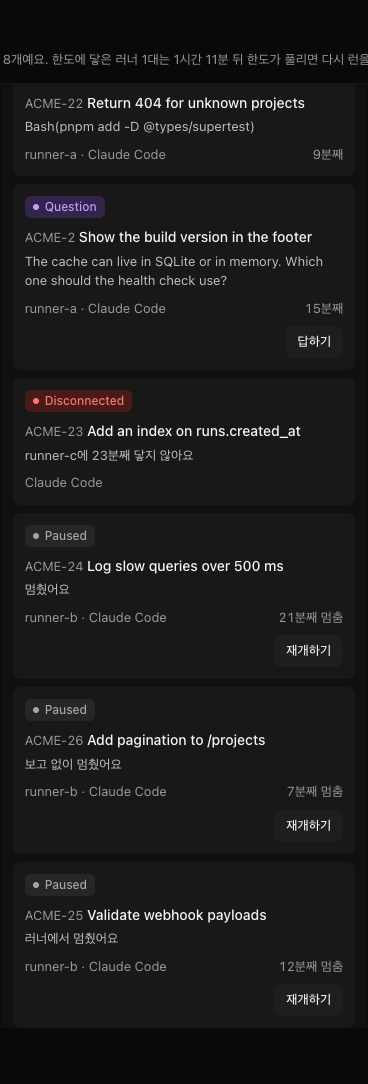 8개예요. 한도에 닿은 러너 1대는 1시간 11분 뒤 한도가 풀리면 다시 런을
ACME-22 Return 404 for unknown projects
Bash(pnpm add -D @types/supertest)
runner-a · Claude Code 9분째
Question
ACME-2 Show the build version in the footer
The cache can live in SQLite or in memory. Which
one should the health check use?
runner-a · Claude Code 15분째
답하기
Disconnected
ACME-23 Add an index on runs.created_at
runner-c에 23분째 닿지 않아요
Claude Code
Paused
ACME-24 Log slow queries over 500 ms
멈췄어요
runner-b · Claude Code 21분째 멈춤
재개하기
Paused
ACME-26 Add pagination to /projects
보고 없이 멈췄어요
runner-b · Claude Code 7분째 멈춤
재개하기
Paused
ACME-25 Validate webhook payloads
러너에서 멈췄어요
runner-b · Claude Code 12분째 멈춤
재개하기